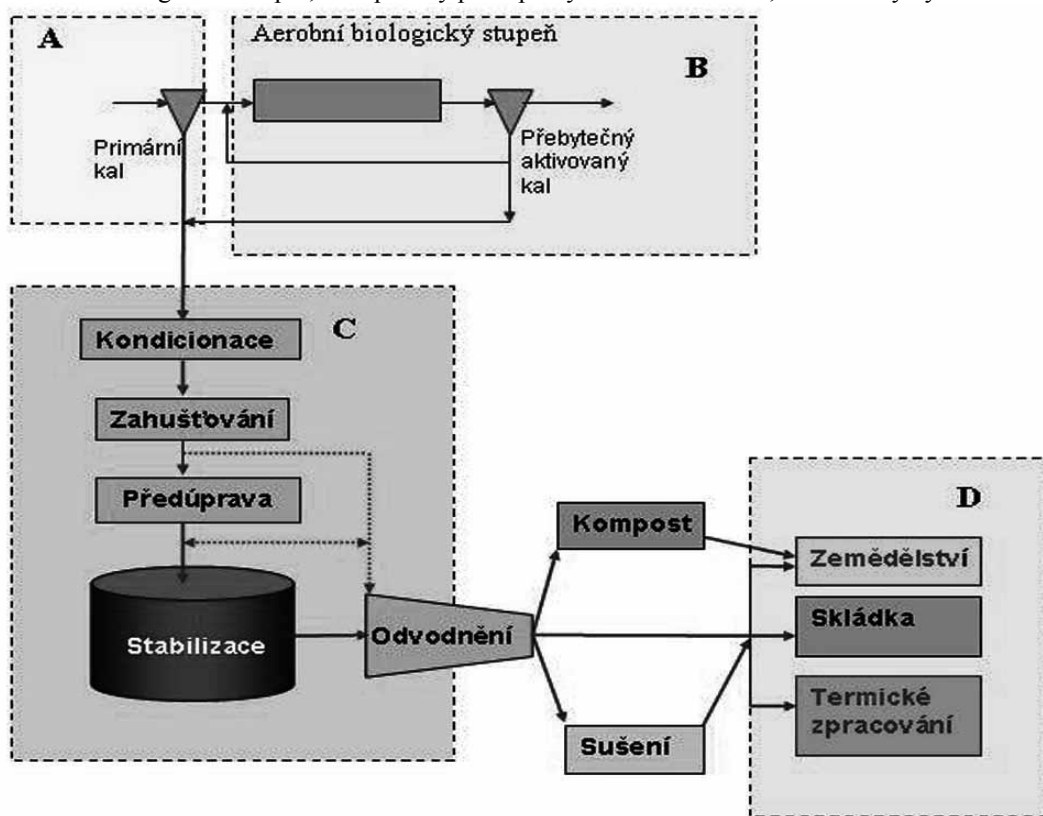 A
Aerobní biologický stupeň
B
Primární
kal
Přebytečný
aktivovaný
kal
C
Kondicionace
Zahušťování
Předúprava
Stabilizace
Odvodnění
Kompost
Sušení
D
Zemědělství
Skládka
Termické
zpracování